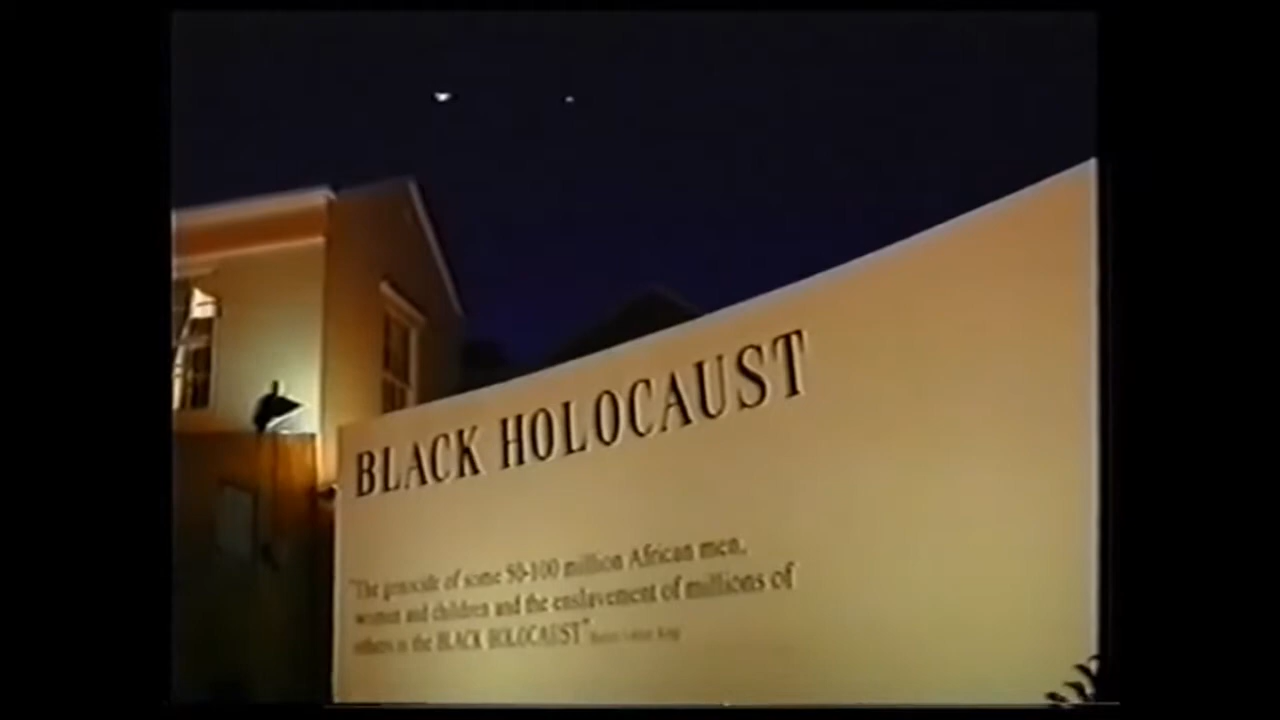 BLACK HOLOCAUST
"The genocide of some 50-100 million African men,
women and children and the enslavement of millions of
others is the BLACK HOLOCAUST"